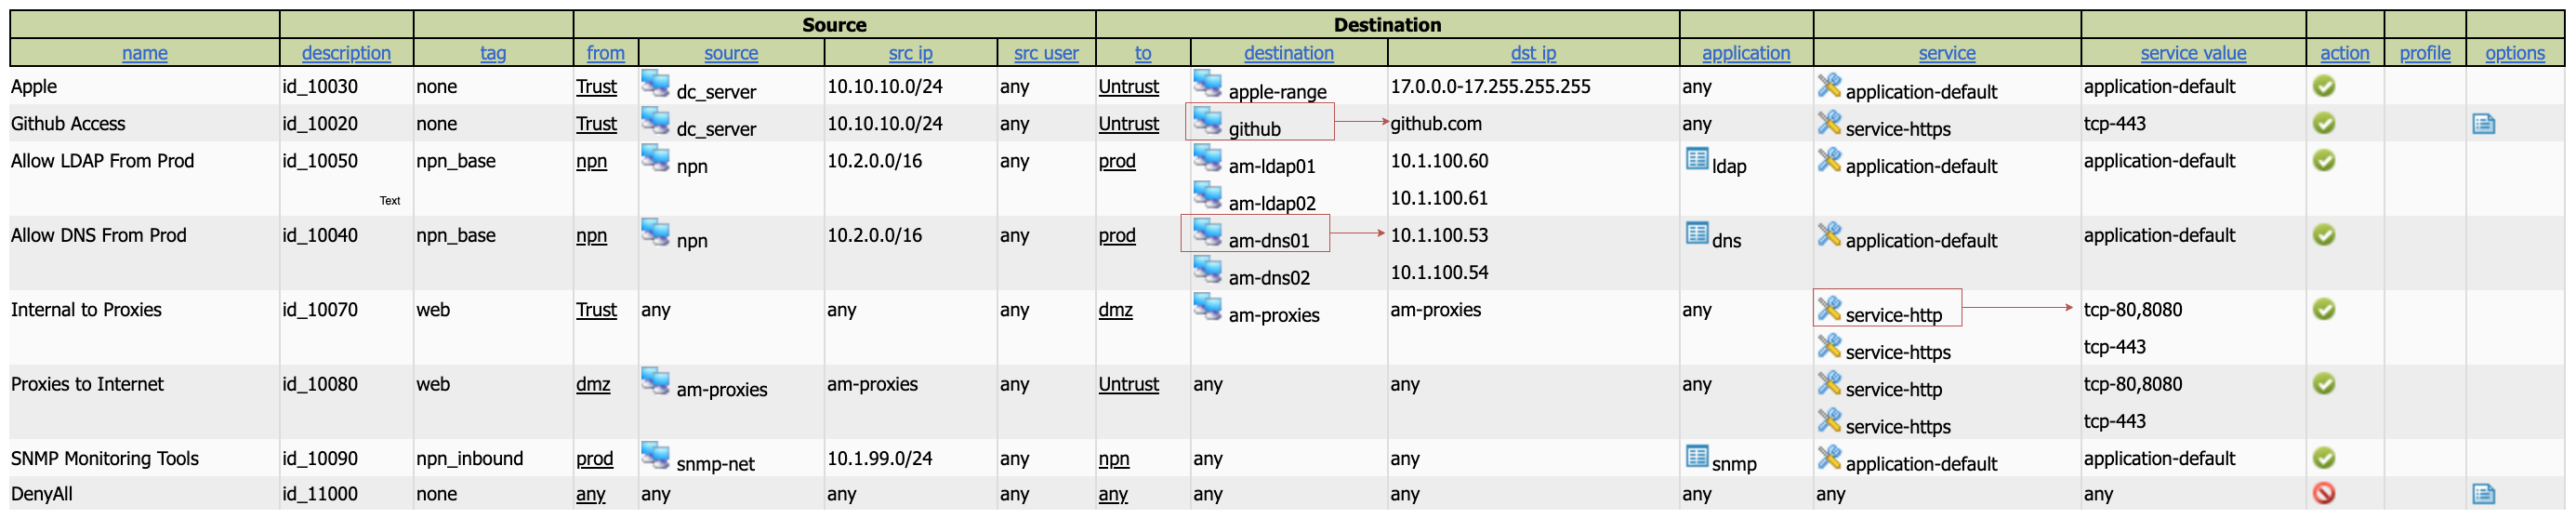 Source Destination
name description tag from source src ip src user to destination dst ip application service service value action profile options
Apple id_10030 none Trust dc_server 10.10.10.0/24 any Untrust apple-range 17.0.0.0-17.255.255.255 any application-default application-default
Github Access id_10020 none Trust dc_server 10.10.10.0/24 any Untrust github github.com any service-https tcp-443
Allow LDAP From Prod id_10050 npn_base npn npn 10.2.0.0/16 any prod am-ldap01 10.1.100.60 ldap application-default application-default
Text am-ldap02 10.1.100.61
Allow DNS From Prod id_10040 npn_base npn npn 10.2.0.0/16 any prod am-dns01 10.1.100.53 dns application-default application-default
am-dns02 10.1.100.54
Internal to Proxies id_10070 web Trust any any any dmz am-proxies am-proxies any service-http tcp-80,8080
service-https tcp-443
Proxies to Internet id_10080 web dmz am-proxies am-proxies any Untrust any any any service-http tcp-80,8080
service-https tcp-443
SNMP Monitoring Tools id_10090 npn_inbound prod snmp-net 10.1.99.0/24 any npn any any snmp application-default application-default
DenyAll id_11000 none any any any any any any any any any any